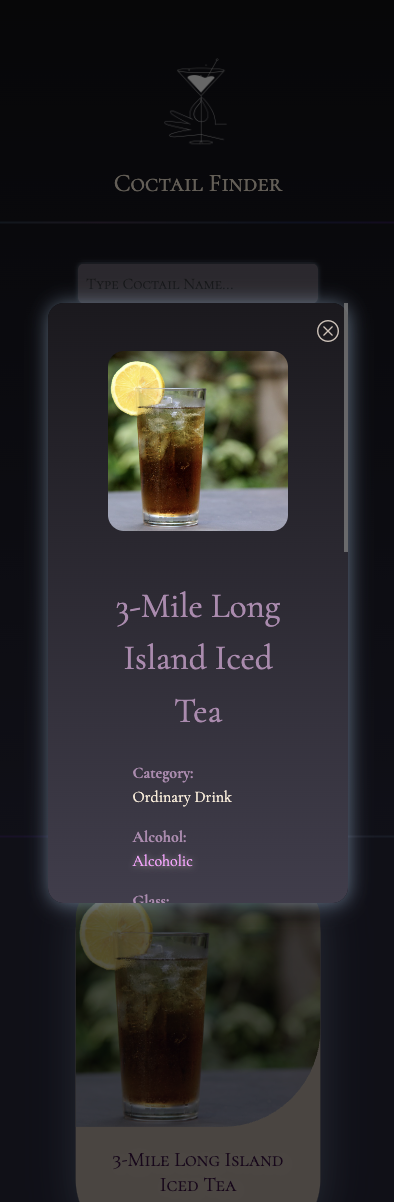 Coctail Finder
Type Coctail Name...
3-Mile Long
Island Iced
Tea
Category:
Ordinary Drink
Alcohol:
Alcoholic
Glass:
3-Mile Long Island
Iced Tea